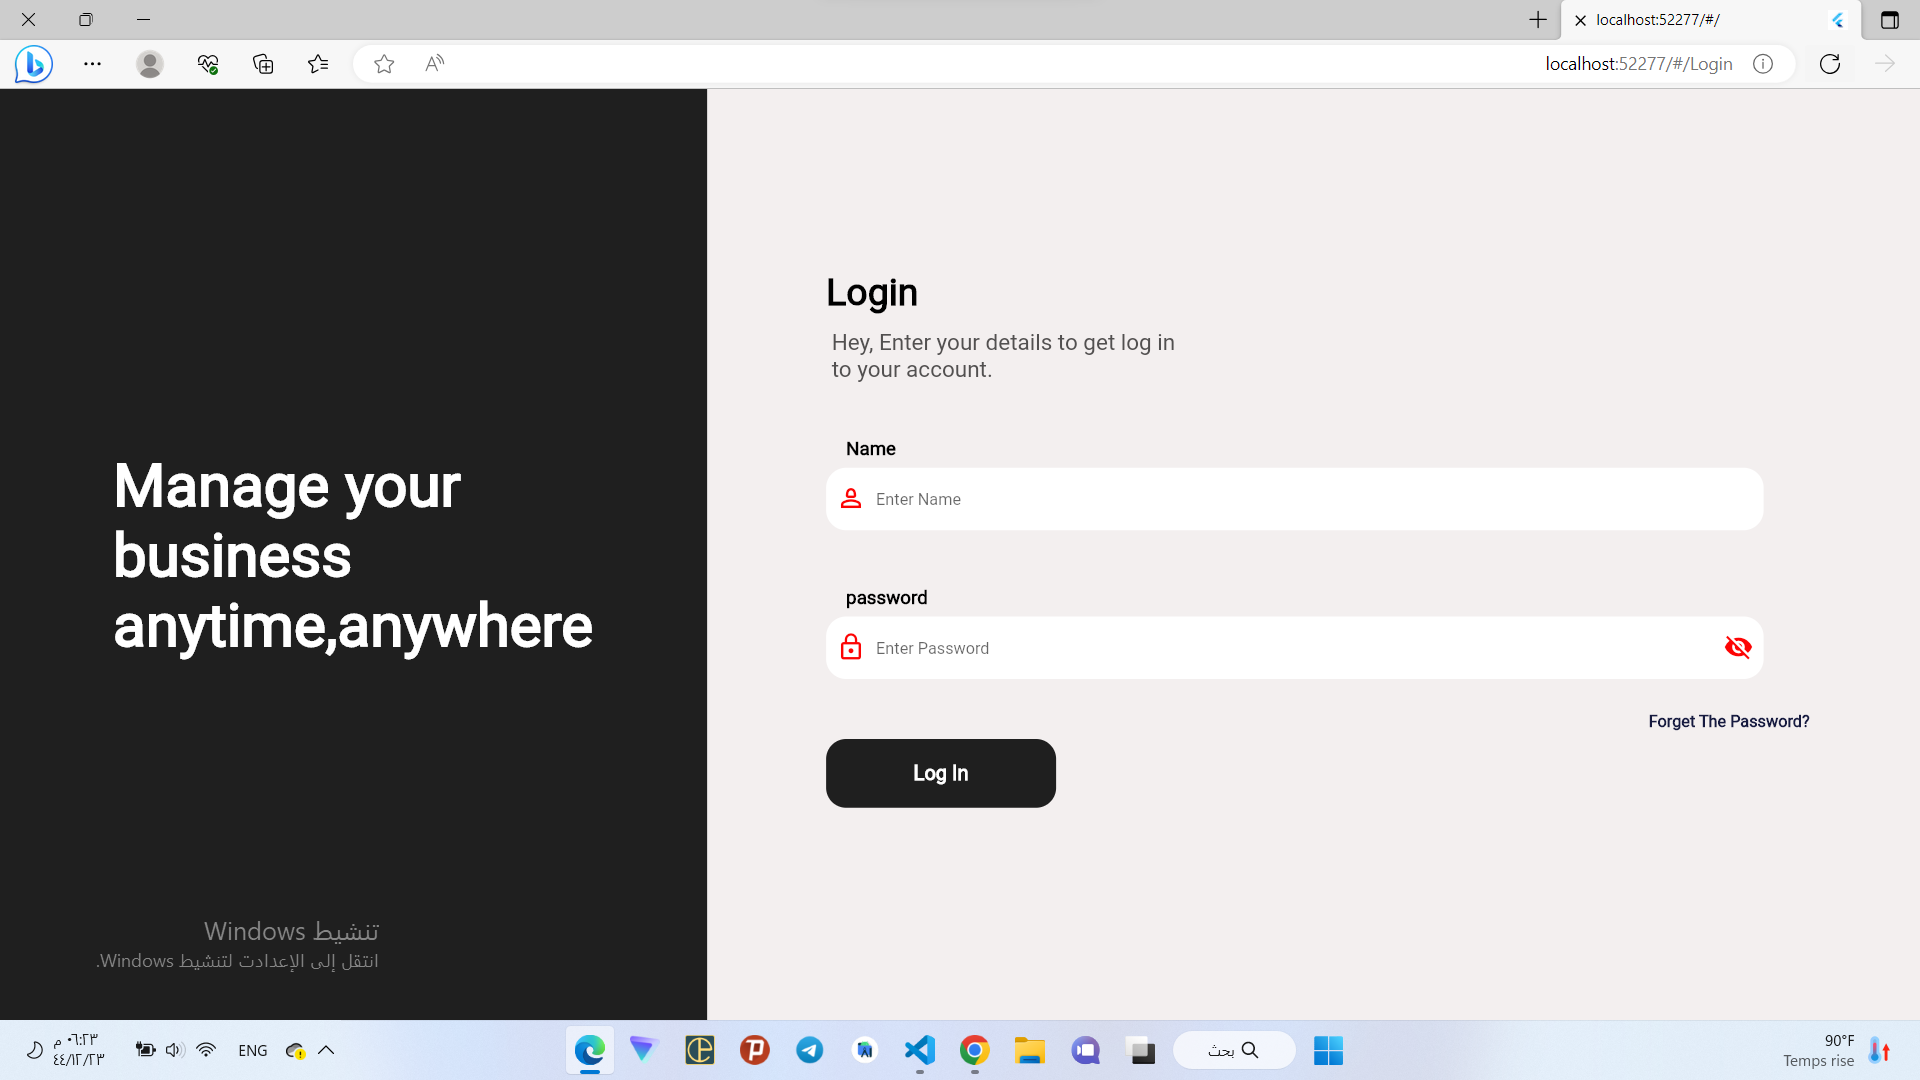 localhost:52277/#/
localhost:52277/#/Login
Manage your
business
anytime,anywhere
Login
Hey, Enter your details to get log in
to your account.
Name
Enter Name
password
Enter Password
Forget The Password?
Log In
تنشيط Windows
انتقل إلى الإعدادت لتنشيط Windows.
٠٦:٢٣ م
٤٤/١٢/٢٣
ENG
بحث
90°F
Temps rise